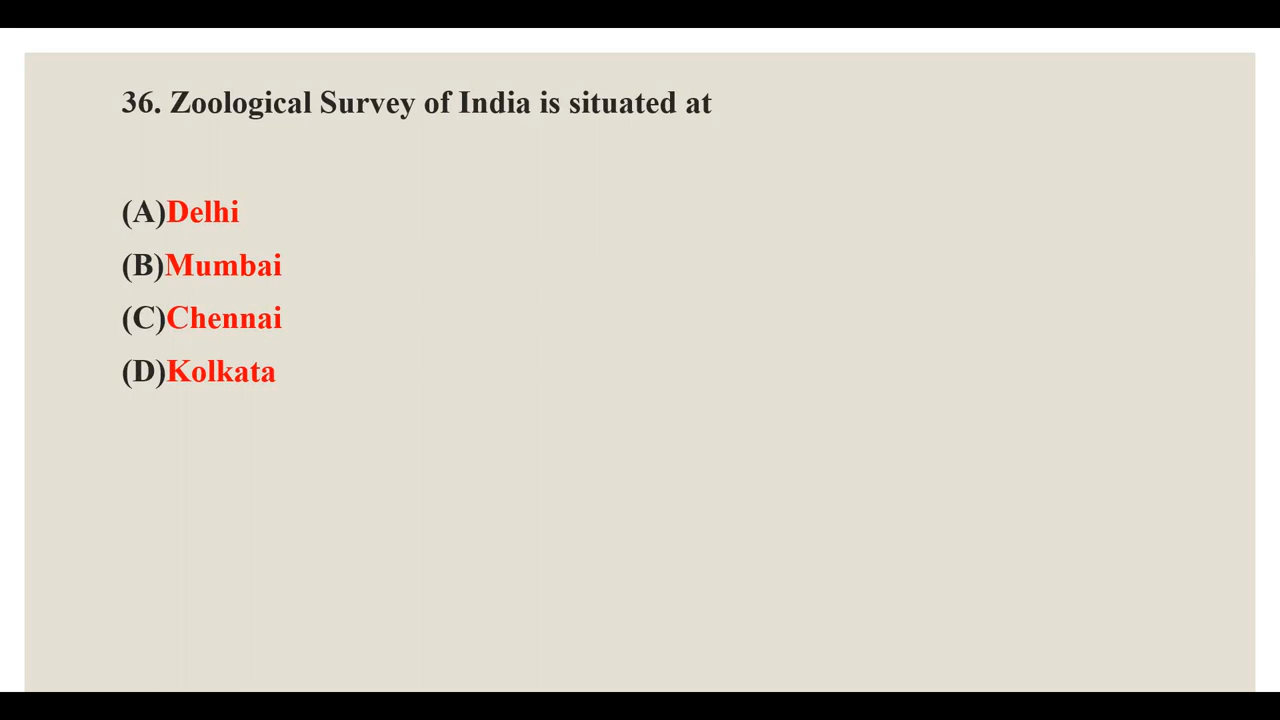 36. Zoological Survey of India is situated at
(A)Delhi
(B)Mumbai
(C)Chennai
(D)Kolkata